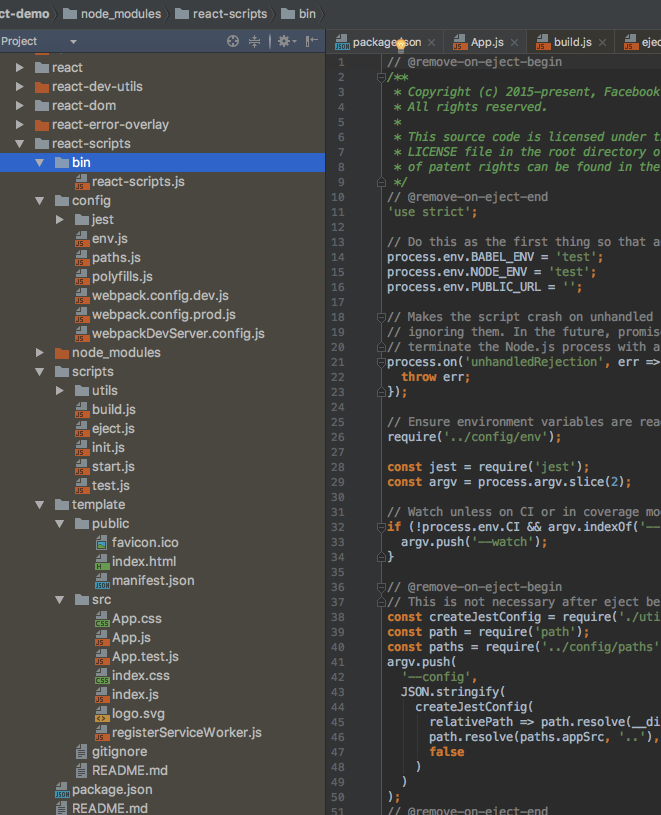 ct-demo node_modules react-scripts bin
Project
package.json App.js build.js ejec
react
react-dev-utils
react-dom
react-error-overlay
react-scripts
bin
react-scripts.js
config
jest
env.js
paths.js
polyfills.js
webpack.config.dev.js
webpack.config.prod.js
webpackDevServer.config.js
node_modules
scripts
utils
build.js
eject.js
init.js
start.js
test.js
template
public
favicon.ico
index.html
manifest.json
src
App.css
App.js
App.test.js
index.css
index.js
logo.svg
registerServiceWorker.js
gitignore
README.md
package.json
README.md
1 // @remove-on-eject-begin
2 /**
3 * Copyright (c) 2015-present, Facebook
4 * All rights reserved.
5 *
6 * This source code is licensed under t
7 * LICENSE file in the root directory o
8 * of patent rights can be found in the
9 */
10 // @remove-on-eject-end
11 'use strict';
12
13 // Do this as the first thing so that a
14 process.env.BABEL_ENV = 'test';
15 process.env.NODE_ENV = 'test';
16 process.env.PUBLIC_URL = '';
17
18 // Makes the script crash on unhandled
19 // ignoring them. In the future, promis
20 // terminate the Node.js process with a
21 process.on('unhandledRejection', err =>
22 throw err;
23 });
24
25 // Ensure environment variables are rea
26 require('../config/env');
27
28 const jest = require('jest');
29 const argv = process.argv.slice(2);
30
31 // Watch unless on CI or in coverage mo
32 if (!process.env.CI && argv.indexOf('--
33 argv.push('--watch');
34 }
35
36 // @remove-on-eject-begin
37 // This is not necessary after eject be
38 const createJestConfig = require('./uti
39 const path = require('path');
40 const paths = require('../config/paths'
41 argv.push(
42 '--config',
43 JSON.stringify(
44 createJestConfig(
45 relativePath => path.resolve(__di
46 path.resolve(paths.appSrc, '..'),
47 false
48 )
49 )
50 );
51 // @remove-on-eject-end